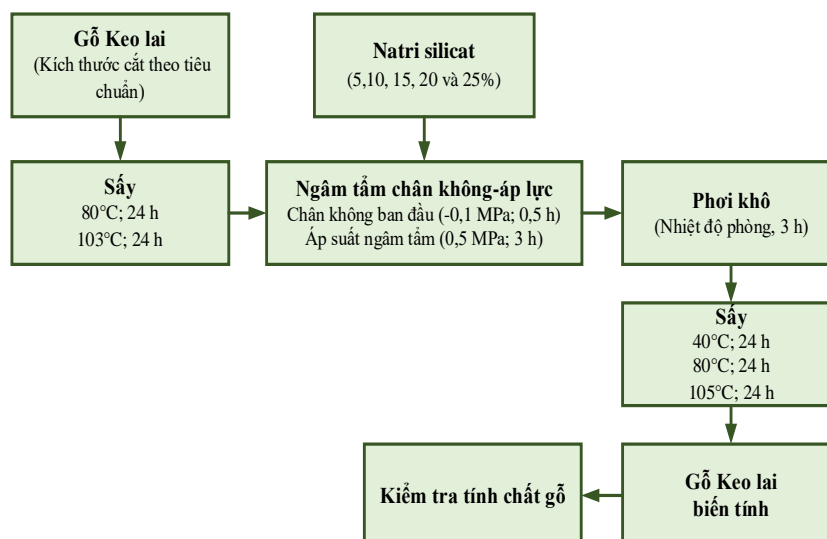 Gỗ Keo lai
(Kích thước cắt theo tiêu
chuẩn)
Natri silicat
(5,10, 15, 20 và 25%)
Sấy
80°C; 24 h
103°C; 24 h
Ngâm tẩm chân không-áp lực
Chân không ban đầu (-0,1 MPa; 0,5 h)
Áp suất ngâm tẩm (0,5 MPa; 3 h)
Phơi khô
(Nhiệt độ phòng, 3 h)
Sấy
40°C; 24 h
80°C; 24 h
105°C; 24 h
Gỗ Keo lai
biến tính
Kiểm tra tính chất gỗ